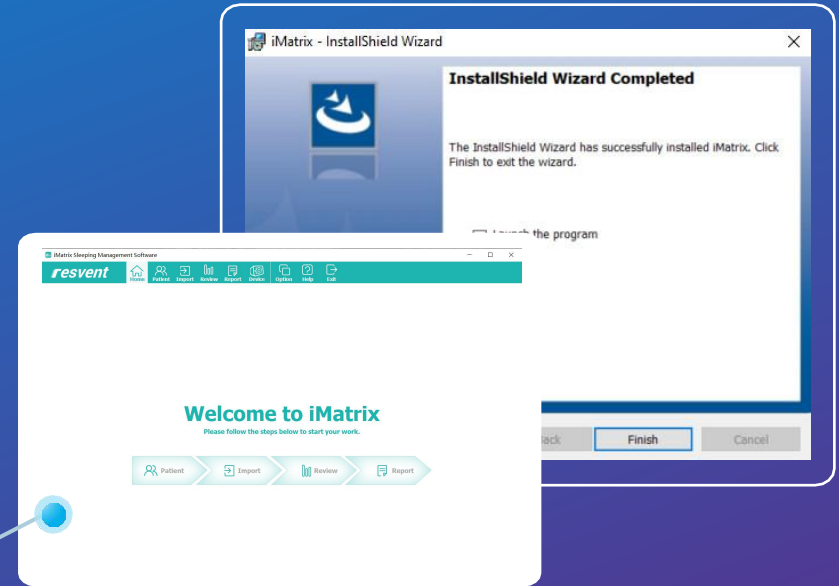 iMatrix - InstallShield Wizard
InstallShield Wizard Completed
The InstallShield Wizard has successfully installed iMatrix. Click
Finish to exit the wizard.
the program
Finish
Cancel
iMatrix Sleeping Management Software
resvent
Home Patient Import Review Report Device Option Help Exit
Welcome to iMatrix
Please follow the steps below to start your work.
Patient Import Review Report